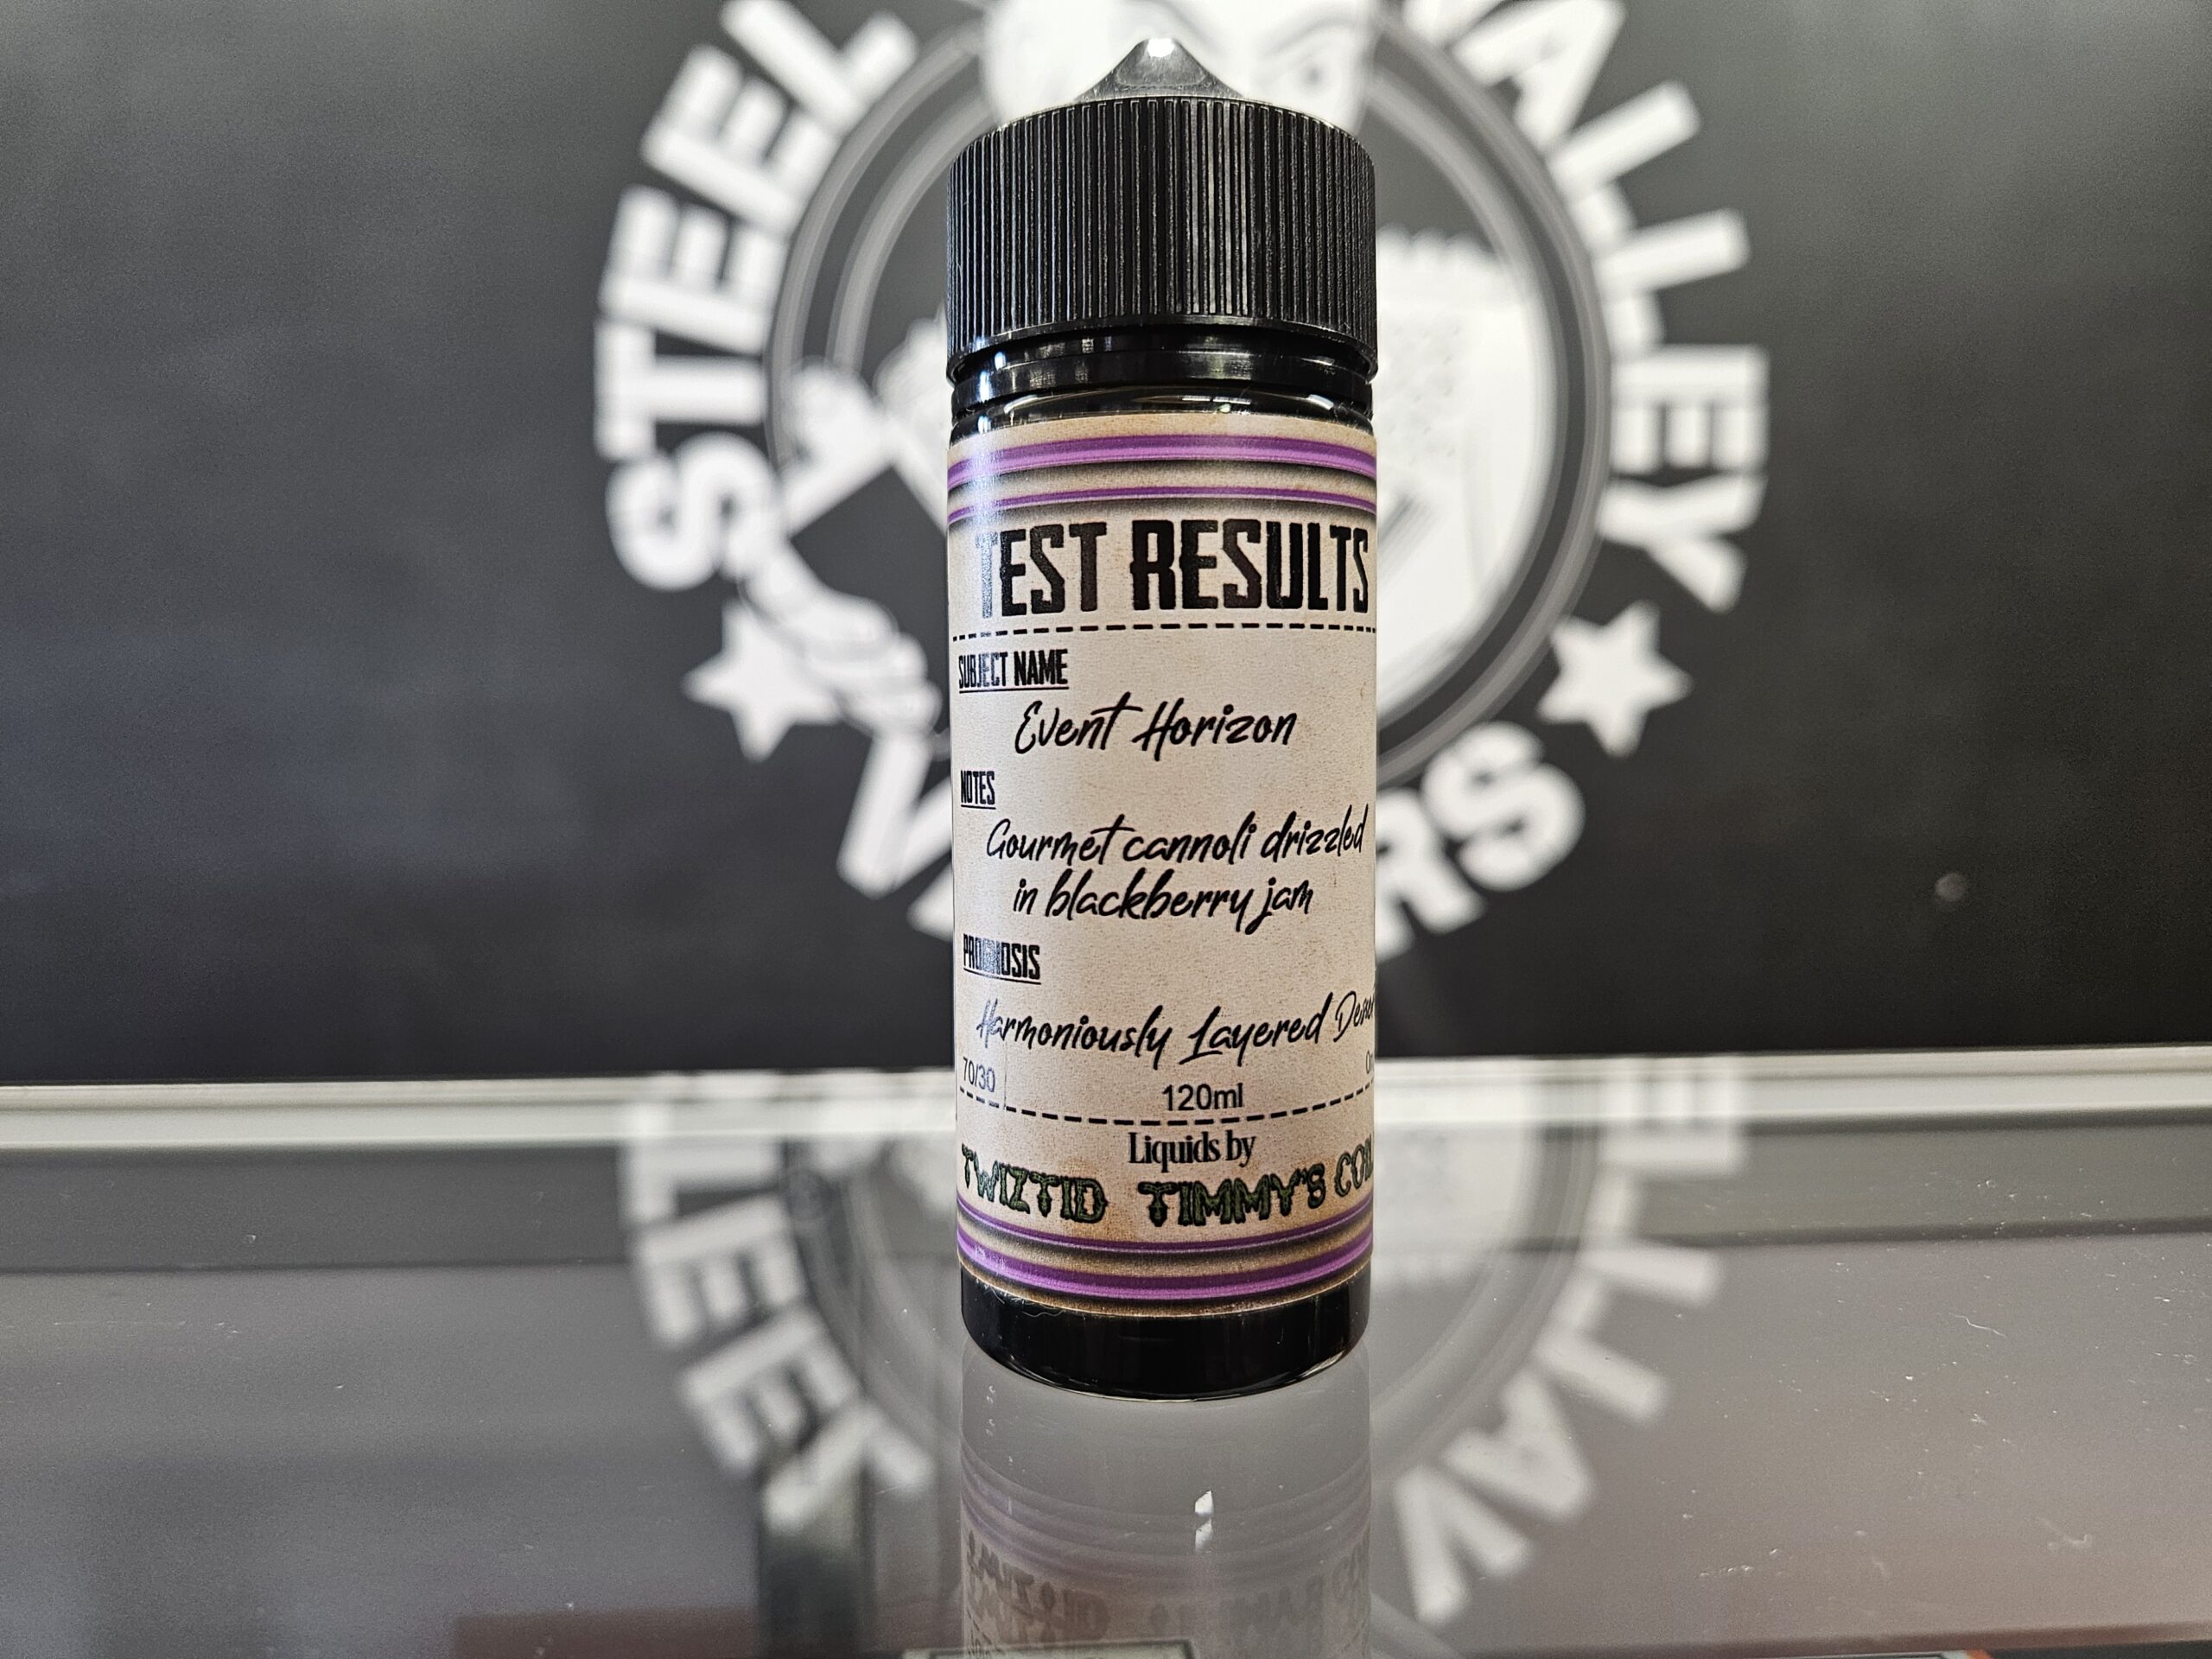 STEEL VALLEY
TEST RESULTS
SUBJECT NAME
Event Horizon
NOTES
Gourmet cannoli drizzled
in blackberry jam
PROGNOSIS
Harmoniously Layered
70/30
120ml
Liquids by
TWIZTID TIMMY'S